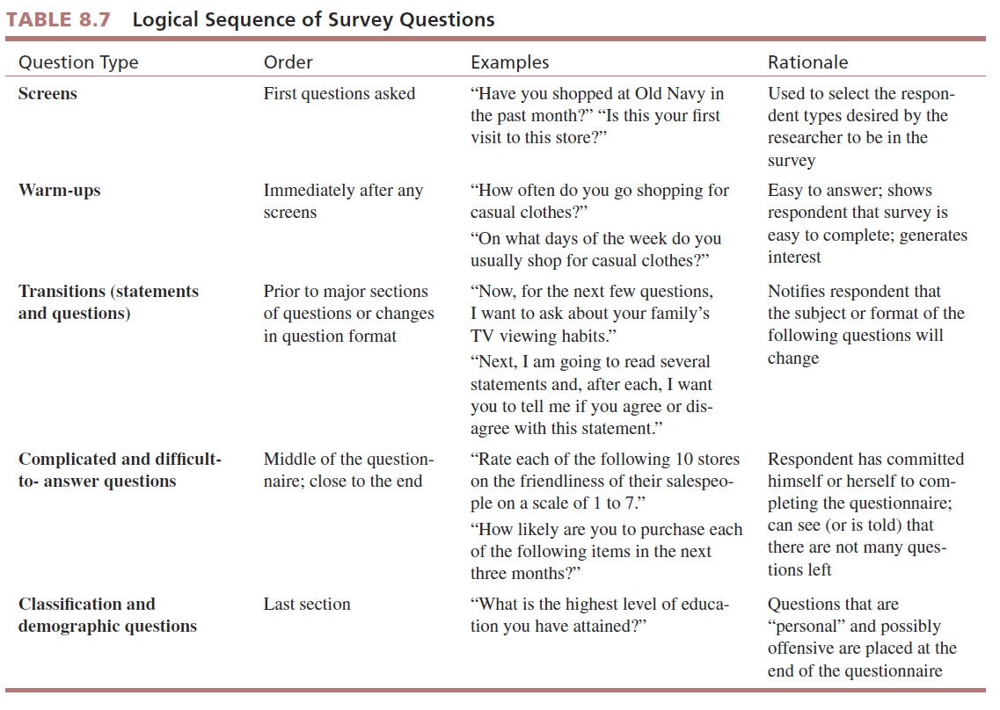 TABLE 8.7 Logical Sequence of Survey Questions
Question Type Order Examples Rationale
Screens
First questions asked
“Have you shopped at Old Navy in
the past month?” “Is this your first
visit to this store?”
Used to select the respon-
dent types desired by the
researcher to be in the
survey
Warm-ups
Immediately after any
screens
“How often do you go shopping for
casual clothes?”
“On what days of the week do you
usually shop for casual clothes?”
Easy to answer; shows
respondent that survey is
easy to complete; generates
interest
Transitions (statements
and questions)
Prior to major sections
of questions or changes
in question format
“Now, for the next few questions,
I want to ask about your family’s
TV viewing habits.”
“Next, I am going to read several
statements and, after each, I want
you to tell me if you agree or dis-
agree with this statement.”
Notifies respondent that
the subject or format of the
following questions will
change
Complicated and difficult-
to- answer questions
Middle of the question-
naire; close to the end
“Rate each of the following 10 stores
on the friendliness of their salespeo-
ple on a scale of 1 to 7.”
“How likely are you to purchase each
of the following items in the next
three months?”
Respondent has committed
himself or herself to com-
pleting the questionnaire;
can see (or is told) that
there are not many ques-
tions left
Classification and
demographic questions
Last section
“What is the highest level of educa-
tion you have attained?”
Questions that are
“personal” and possibly
offensive are placed at the
end of the questionnaire